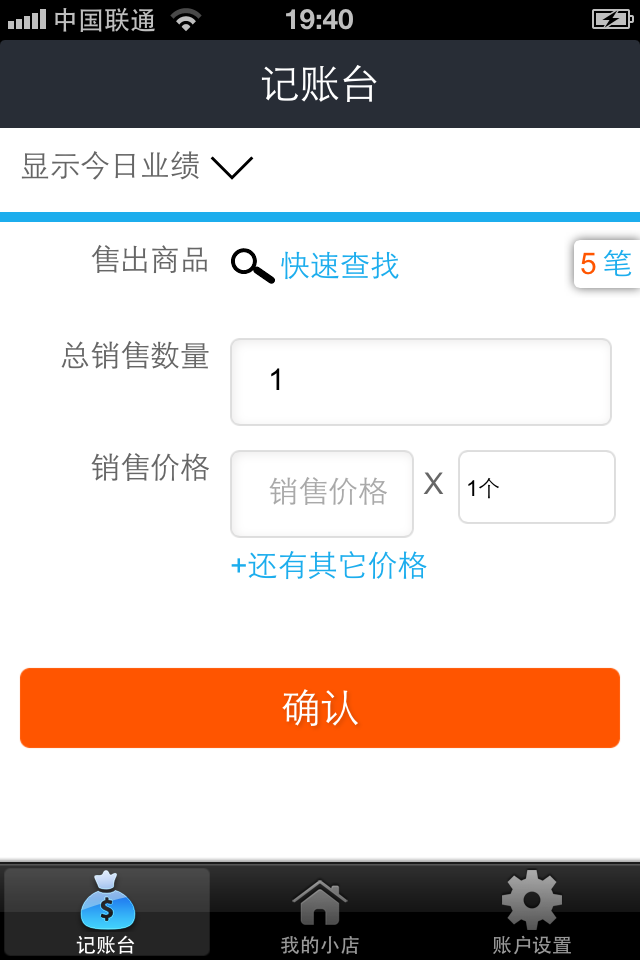 中国联通 19:40
记账台
显示今日业绩
售出商品 快速查找 5 笔
总销售数量 1
销售价格 销售价格 X 1个
+还有其它价格
确认
$
记账台 我的小店 账户设置